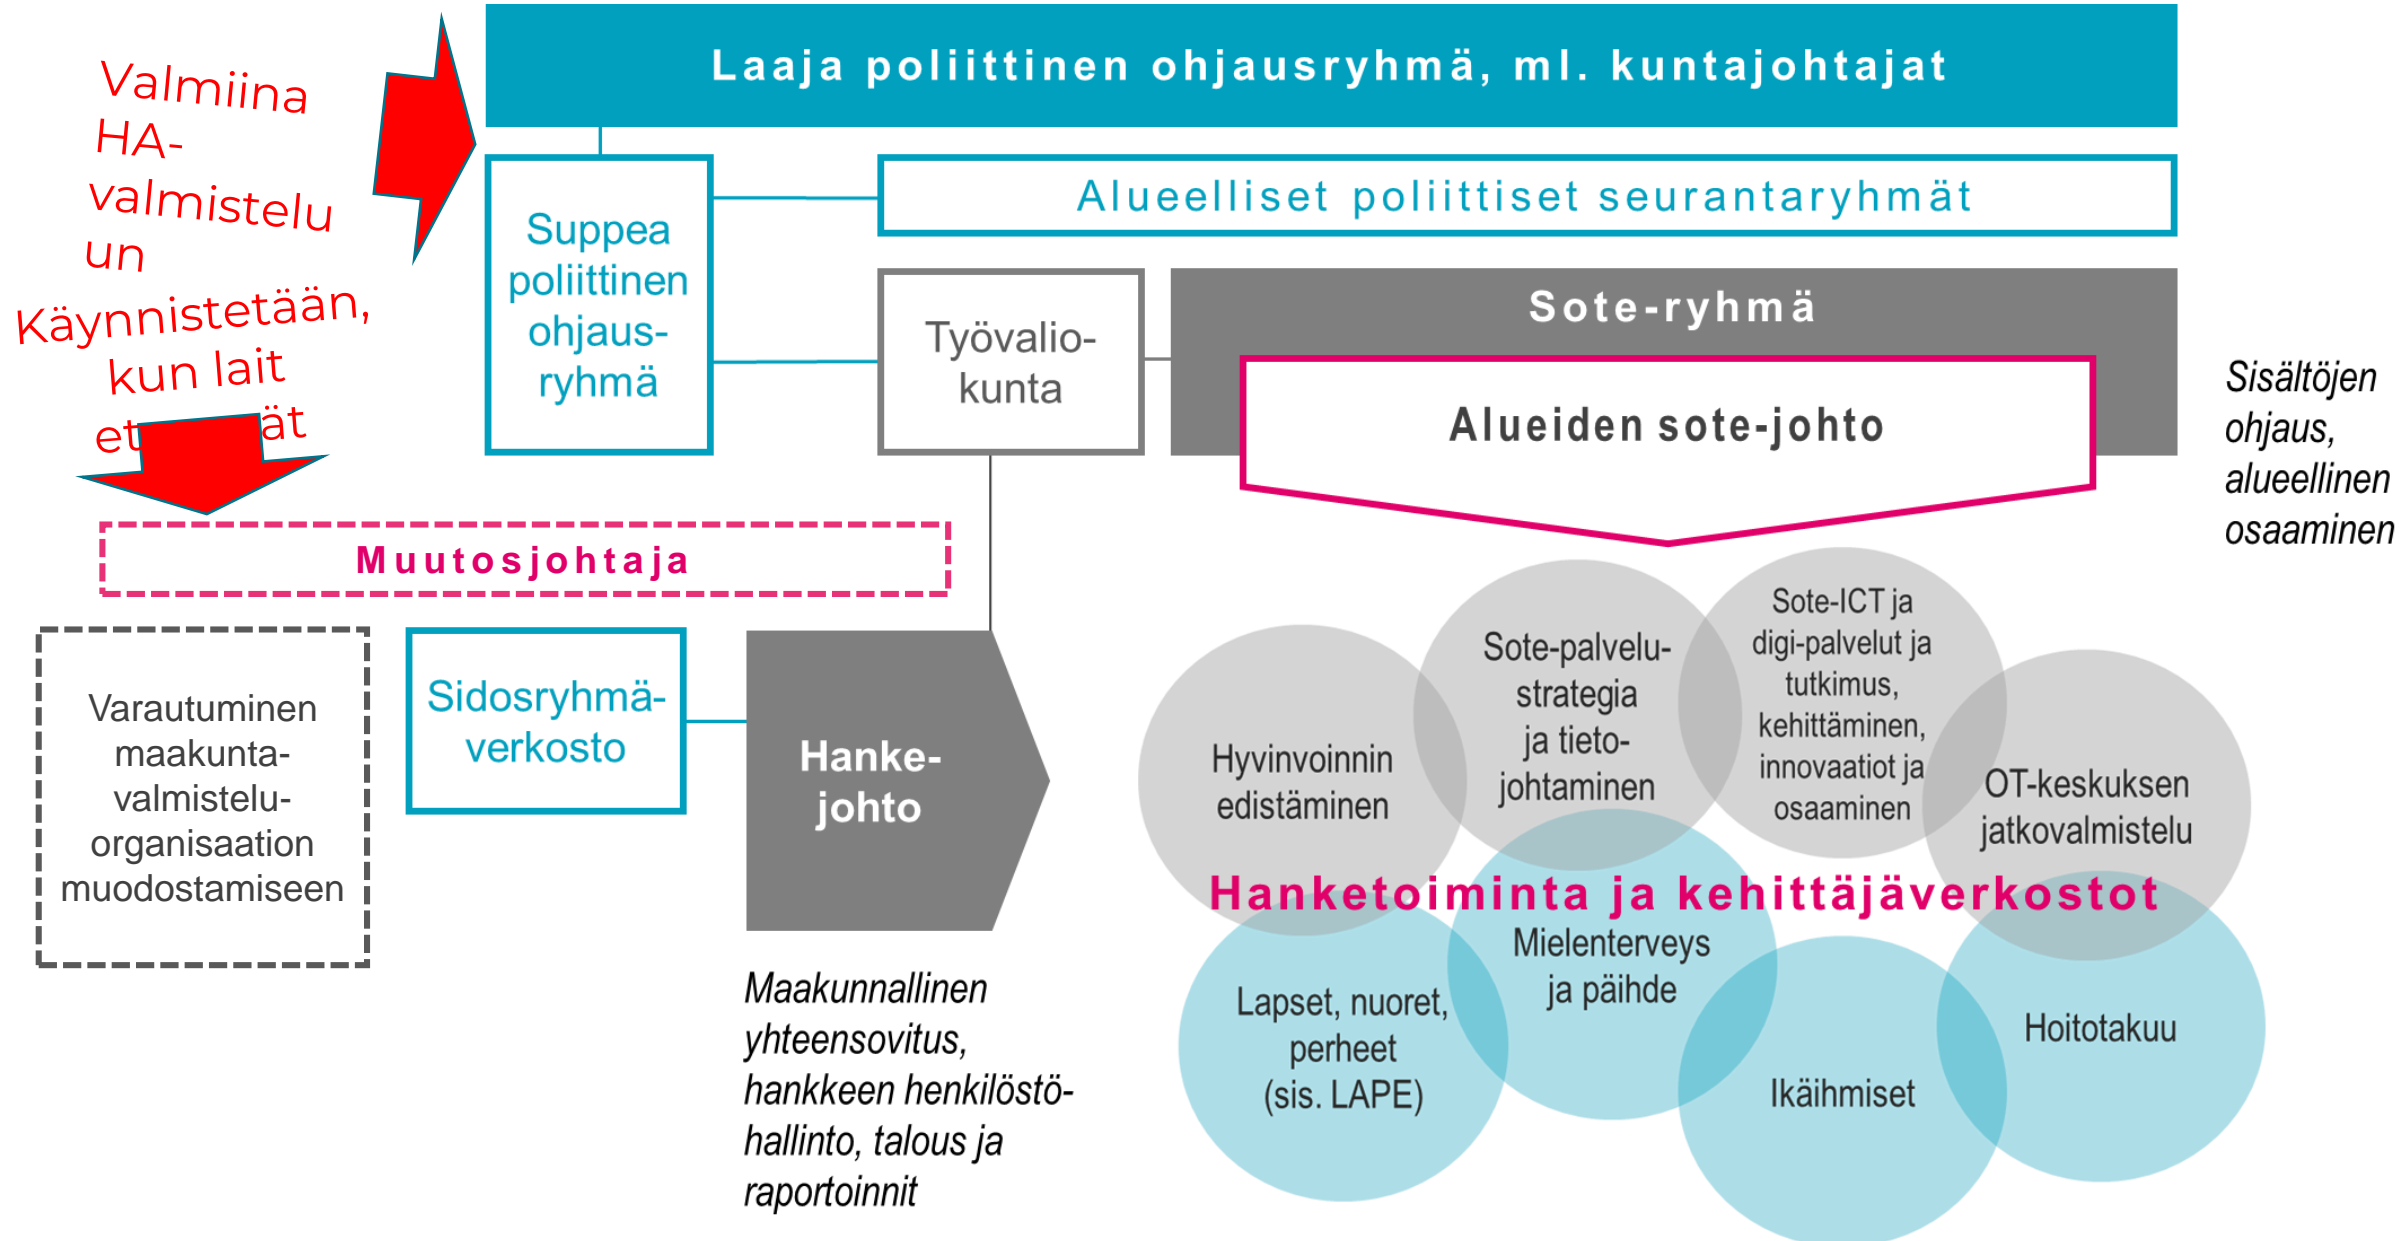 Laaja poliittinen ohjausryhmä, ml. kuntajohtajat
Valmiina
HA-
valmistelu
un
Käynnistetään,
kun lait
Suppea
poliittinen
ohjaus-
ryhmä
Alueelliset poliittiset seurantaryhmät
Työvalio-
kunta
Sote-ryhmä
Alueiden sote-johto
Sisältöjen
ohjaus,
alueellinen
osaaminen
Muutosjohtaja
Varautuminen
maakunta-
valmistelu-
organisaation
muodostamiseen
Sidosryhmä-
verkosto
Hanke-
johto
Maakunnallinen
yhteensovitus,
hankkeen henkilöstö-
hallinto, talous ja
raportoinnit
Hyvinvoinnin
edistäminen
Sote-palvelu-
strategia
ja tieto-
johtaminen
Sote-ICT ja
digi-palvelut ja
tutkimus,
kehittäminen,
innovaatiot ja
osaaminen
OT-keskuksen
jatkovalmistelu
Hanketoiminta ja kehittäjäverkostot
Lapset, nuoret,
perheet
(sis. LAPE)
Mielenterveys
ja päihde
Ikäihmiset
Hoitotakuu